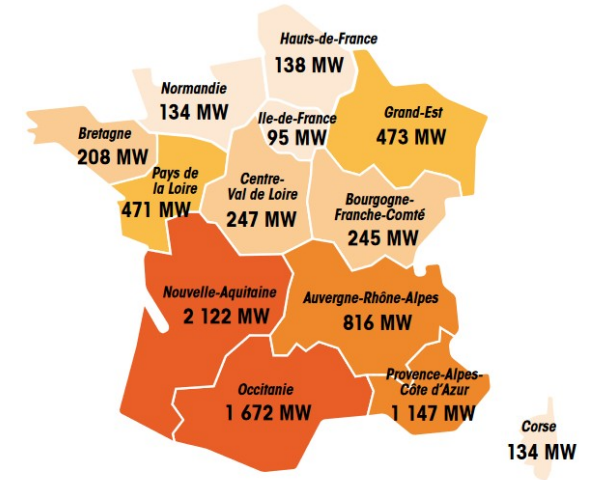 Hauts-de-France
138 MW
Normandie
134 MW
Ile-de-France
95 MW
Grand-Est
473 MW
Bretagne
208 MW
Pays de
la Loire
471 MW
Centre-
Val de Loire
247 MW
Bourgogne-
Franche-Comté
245 MW
Nouvelle-Aquitaine
2 122 MW
Auvergne-Rhône-Alpes
816 MW
Occitanie
1 672 MW
Provence-Alpes-
Côte d'Azur
1 147 MW
Corse
134 MW